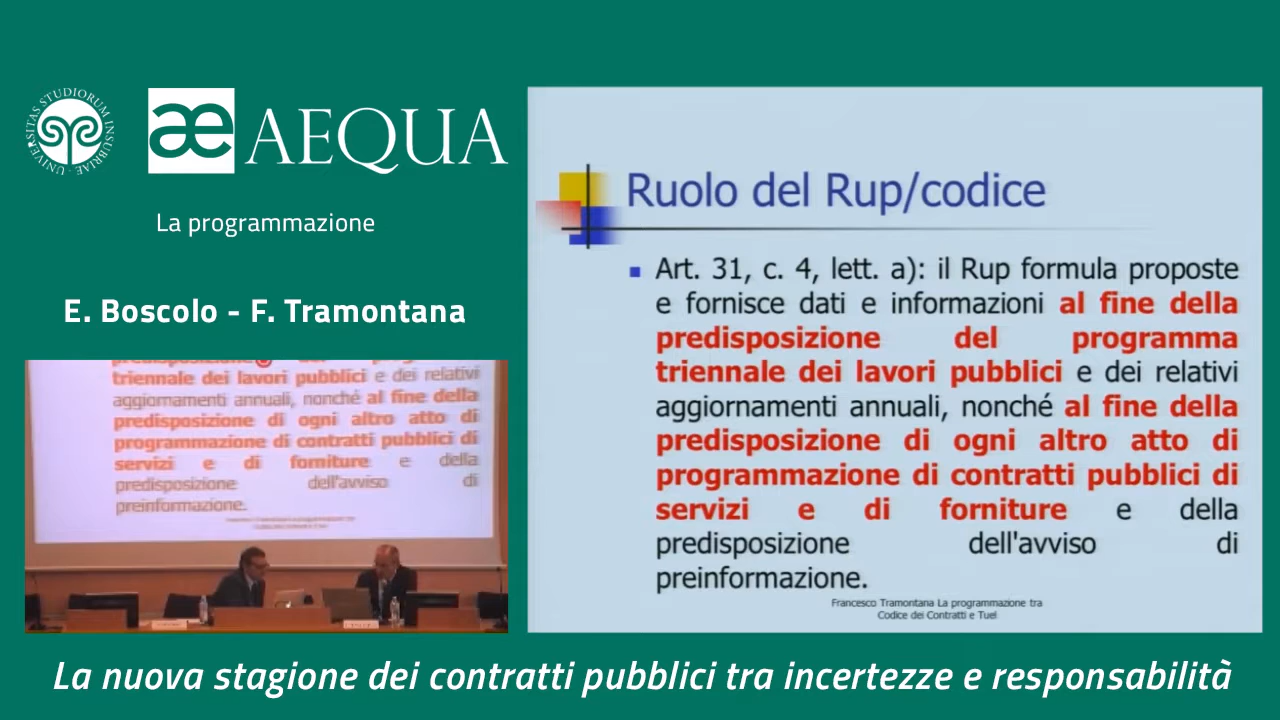 UNIVERSITAS STUDIORUM INSUBRIAE
æ AEQUA
La programmazione
E. Boscolo - F. Tramontana
triennale dei lavori pubblici e dei relativi
aggiornamenti annuali, nonché al fine della
predisposizione di ogni altro atto di
programmazione di contratti pubblici di
servizi e di forniture e della
predisposizione dell'avviso di
preinformazione.
Ruolo del Rup/codice
Art. 31, c. 4, lett. a): il Rup formula proposte
e fornisce dati e informazioni al fine della
predisposizione del programma
triennale dei lavori pubblici e dei relativi
aggiornamenti annuali, nonché al fine della
predisposizione di ogni altro atto di
programmazione di contratti pubblici di
servizi e di forniture e della
predisposizione dell'avviso di
preinformazione.
Francesco Tramontana La programmazione tra
Codice dei Contratti e Tuel
La nuova stagione dei contratti pubblici tra incertezze e responsabilità